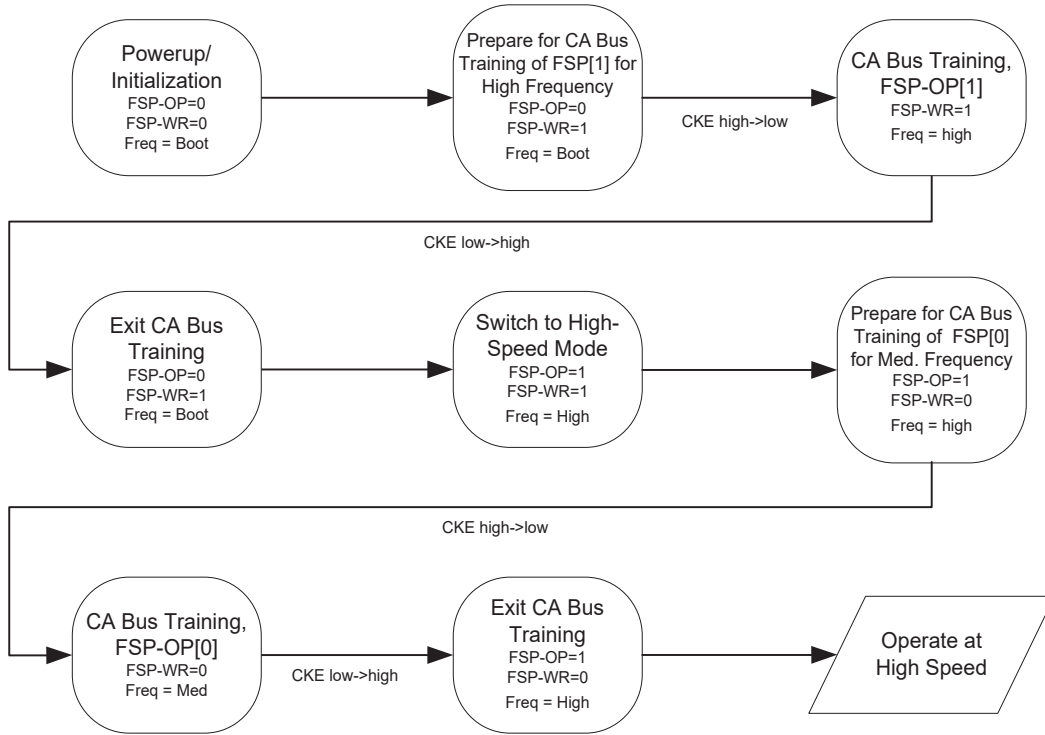 Powerup/
Initialization
FSP-OP=0
FSP-WR=0
Freq = Boot
Prepare for CA Bus
Training of FSP[1] for
High Frequency
FSP-OP=0
FSP-WR=1
Freq = Boot
CKE high->low
CA Bus Training,
FSP-OP[1]
FSP-WR=1
Freq = high
CKE low->high
Exit CA Bus
Training
FSP-OP=0
FSP-WR=1
Freq = Boot
Switch to High-
Speed Mode
FSP-OP=1
FSP-WR=1
Freq = High
Prepare for CA Bus
Training of FSP[0]
for Med. Frequency
FSP-OP=1
FSP-WR=0
Freq = high
CKE high->low
CA Bus Training,
FSP-OP[0]
FSP-WR=0
Freq = Med
CKE low->high
Exit CA Bus
Training
FSP-OP=1
FSP-WR=0
Freq = High
Operate at
High Speed